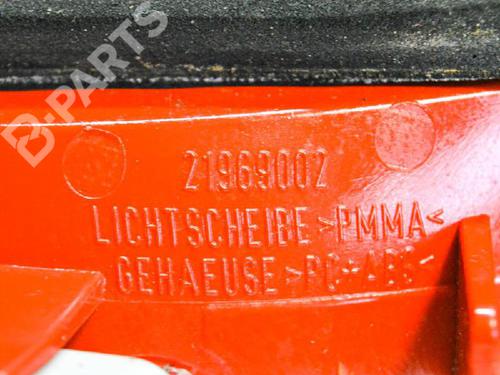 B-PARTS
21969002
LICHTSCHEIBE >PMMA<
GEHAEUSE >PC+ABS<